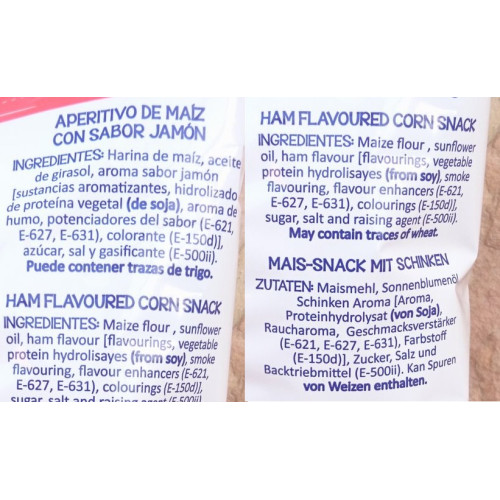 APERITIVO DE MAÍZ
CON SABOR JAMÓN
INGREDIENTES: Harina de maíz, aceite
de girasol, aroma sabor jamón
[sustancias aromatizantes, hidrolizado
de proteína vegetal (de soja), aroma de
humo, potenciadores del sabor (E-621,
E-627, E-631), colorante (E-150d)],
azúcar, sal y gasificante (E-500ii).
Puede contener trazas de trigo.
HAM FLAVOURED CORN SNACK
INGREDIENTES: Maize flour , sunflower
oil, ham flavour [flavourings, vegetable
protein hydrolisayes (from soy), smoke
flavouring, flavour enhancers (E-621,
E-627, E-631), colourings (E-150d)],
sugar, salt and raising agent (E-500ii)
HAM FLAVOURED CORN SNACK
INGREDIENTES: Maize flour , sunflower
oil, ham flavour [flavourings, vegetable
protein hydrolisayes (from soy), smoke
flavouring, flavour enhancers (E-621,
E-627, E-631), colourings (E-150d)],
sugar, salt and raising agent (E-500ii).
May contain traces of wheat.
MAIS-SNACK MIT SCHINKEN
ZUTATEN: Maismehl, Sonnenblumenöl
Schinken Aroma [Aroma,
Proteinhydrolysat (von Soja),
Raucharoma, Geschmacksverstärker
(E-621, E-627, E-631), Farbstoff
(E-150d)], Zucker, Salz und
Backtriebmittel (E-500ii). Kan Spuren
von Weizen enthalten.